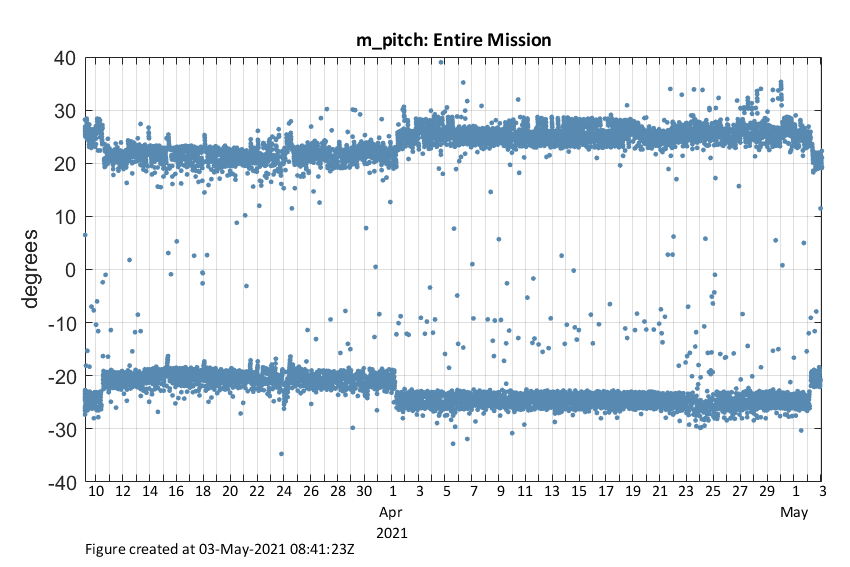 m_pitch: Entire Mission
40
30
20
10
0
-10
-20
-30
-40
degrees
10 12 14 16 18 20 22 24 26 28 30 1 3 5 7 9 11 13 15 17 19 21 23 25 27 29 1 3
Apr May
2021
Figure created at 03-May-2021 08:41:23Z